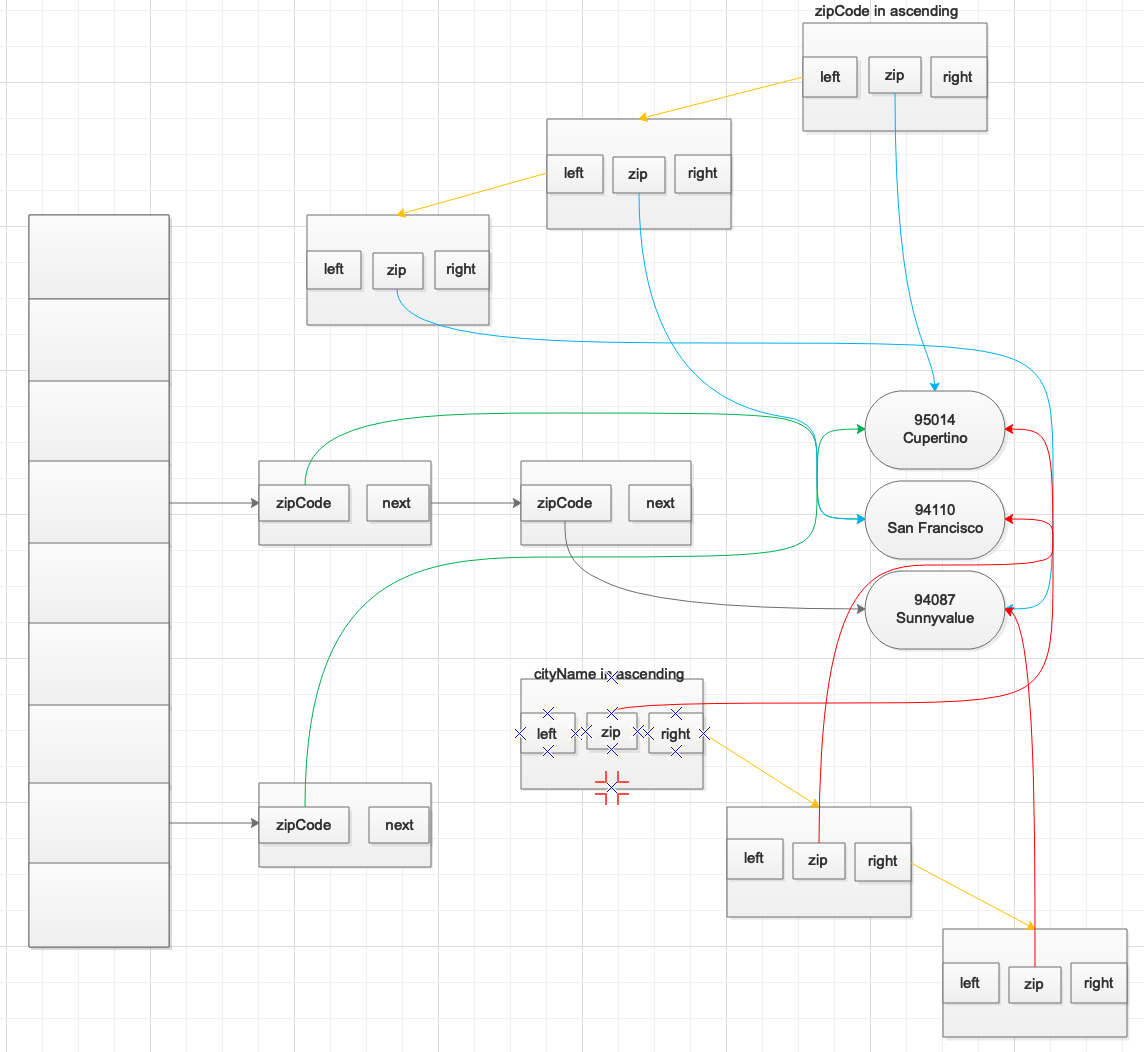 zipCode in ascending
left
zip
right
left
zip
right
left
zip
right
95014
Cupertino
zipCode
next
zipCode
next
94110
San Francisco
94087
Sunnyvalue
cityName in ascending
left
zip
right
zipCode
next
left
zip
right
left
zip
right